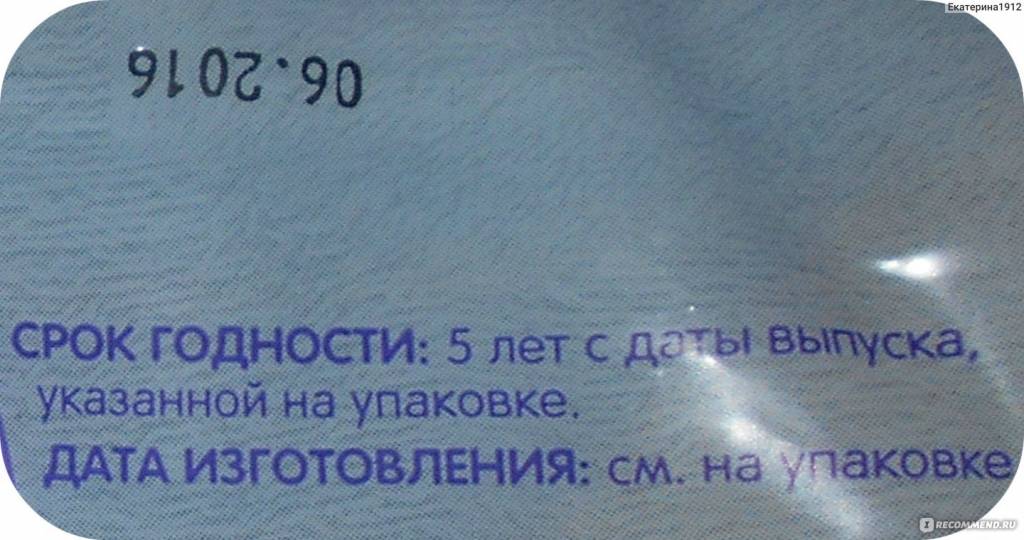 Екатерина1912
06.2016
СРОК ГОДНОСТИ: 5 лет с даты выпуска,
указанной на упаковке.
ДАТА ИЗГОТОВЛЕНИЯ: см. на упаковке
RECOMMEND.RU